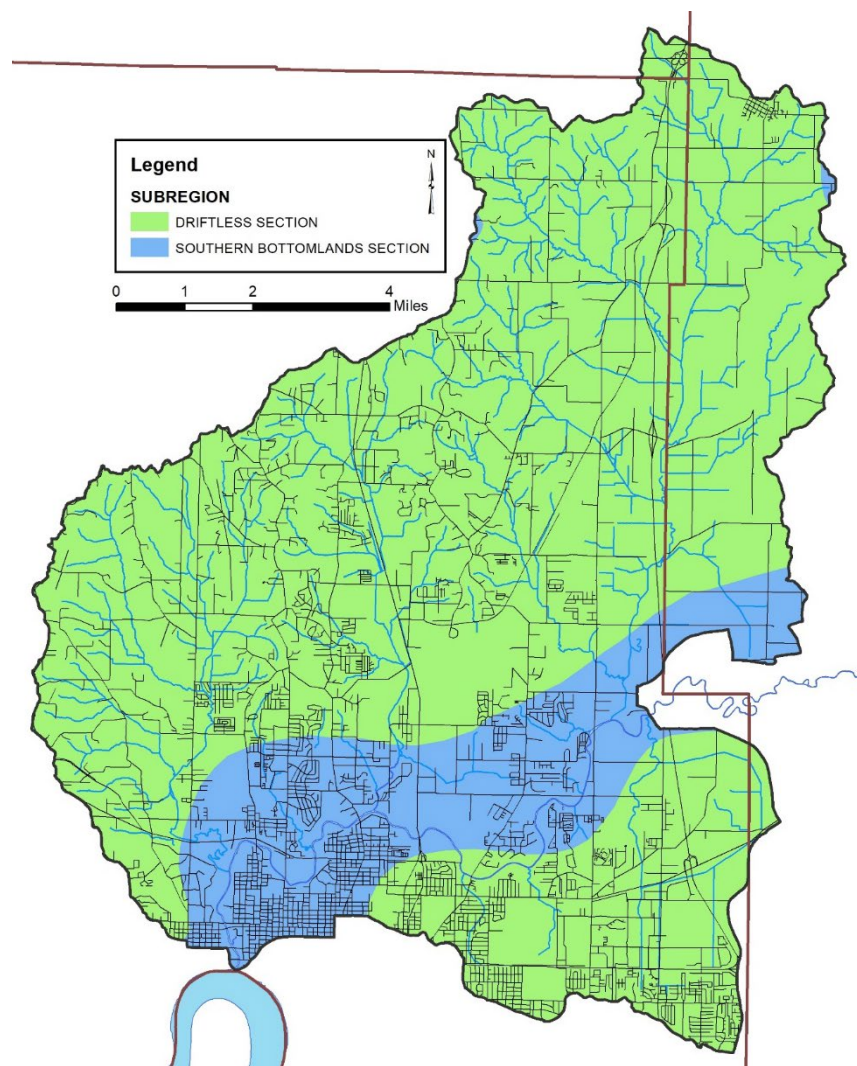 Legend
N
SUBREGION
DRIFTLESS SECTION
SOUTHERN BOTTOMLANDS SECTION
0 1 2 4
Miles